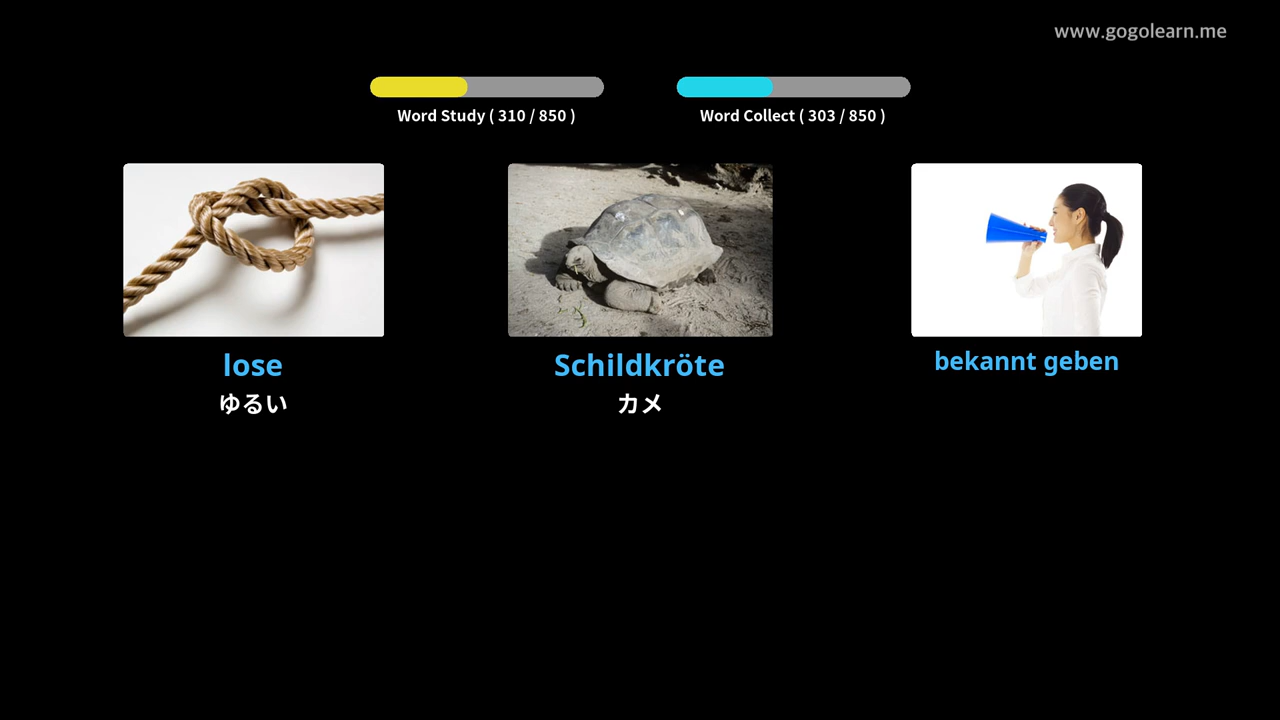 www.gogolearn.me
Word Study ( 310 / 850 )
Word Collect ( 303 / 850 )
lose
ゆるい
Schildkröte
カメ
bekannt geben